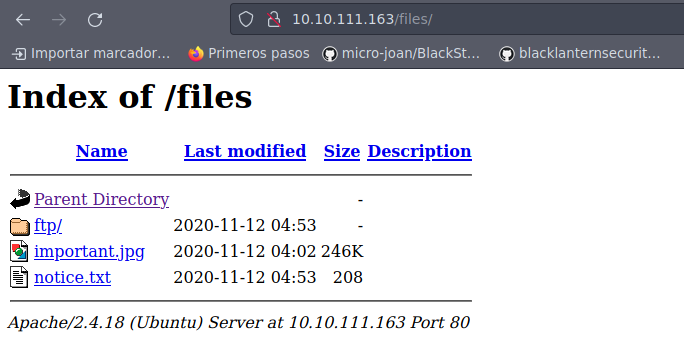 10.10.111.163/files/
Importar marcador... Primeros pasos micro-joan/BlackSt... blacklanternsecurit...
Index of /files
Name Last modified Size Description
Parent Directory -
ftp/ 2020-11-12 04:53 -
important.jpg 2020-11-12 04:02 246K
notice.txt 2020-11-12 04:53 208
Apache/2.4.18 (Ubuntu) Server at 10.10.111.163 Port 80